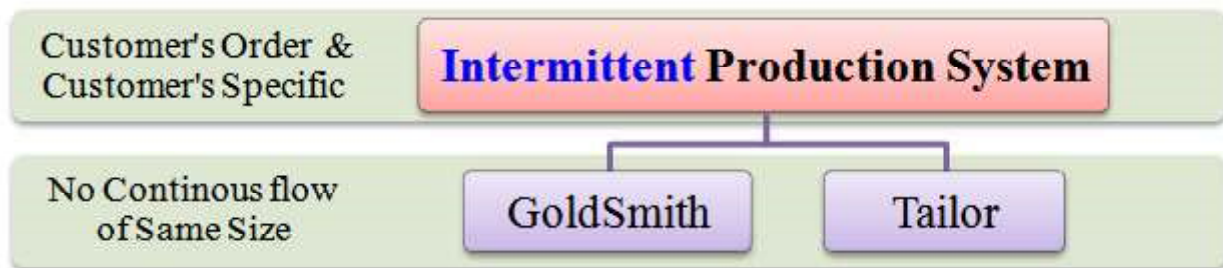 Customer's Order &
Customer's Specific
Intermittent Production System
No Continous flow
of Same Size
GoldSmith
Tailor